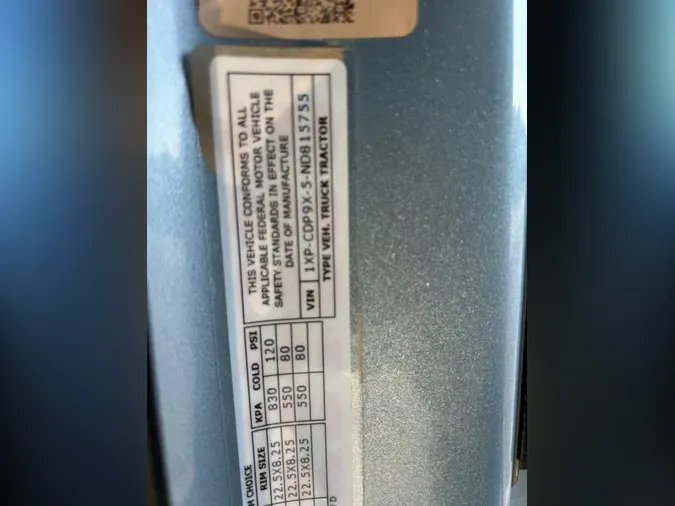 THIS VEHICLE CONFORMS TO ALL
APPLICABLE FEDERAL MOTOR VEHICLE
SAFETY STANDARDS IN EFFECT ON THE
DATE OF MANUFACTURE
VIN 1XP-CDP9X-5-ND815755
TYPE VEH. TRUCK TRACTOR
CHOICE
RIM SIZE KPA COLD PSI
22.5X8.25 830 120
22.5X8.25 550 80
22.5X8.25 550 80